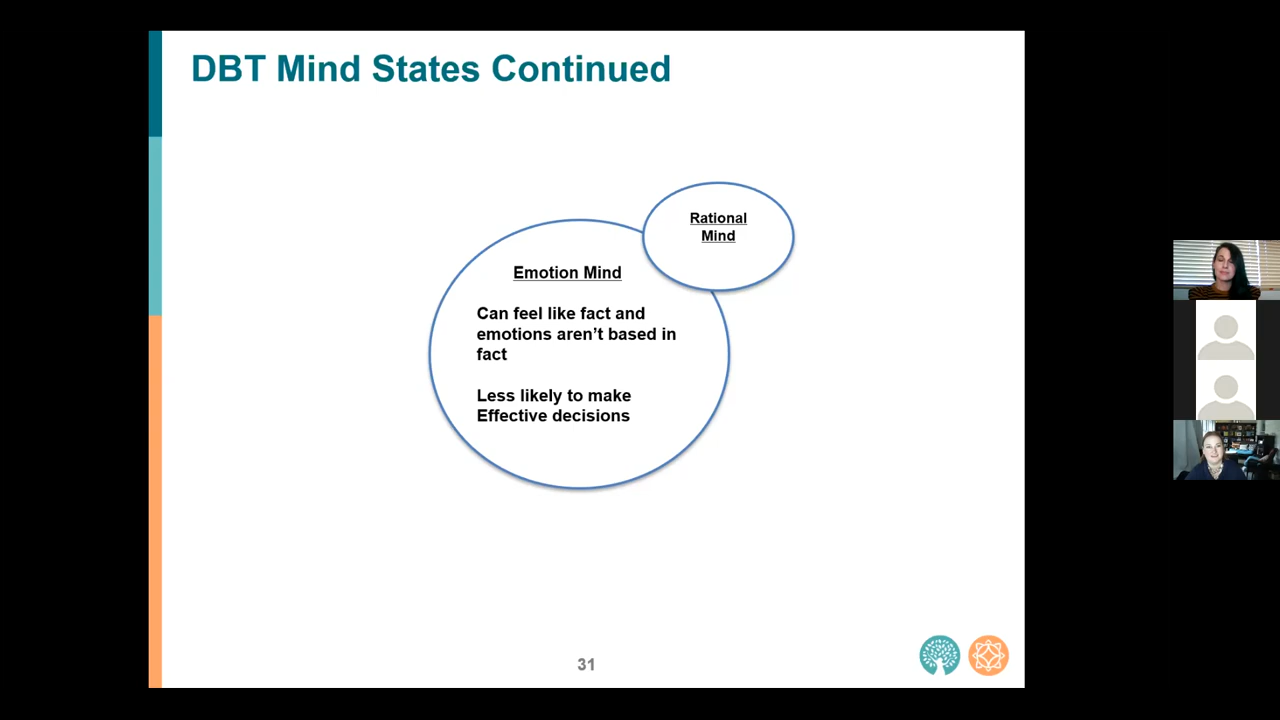 DBT Mind States Continued
Rational
Mind
Emotion Mind
Can feel like fact and
emotions aren’t based in
fact
Less likely to make
Effective decisions
31